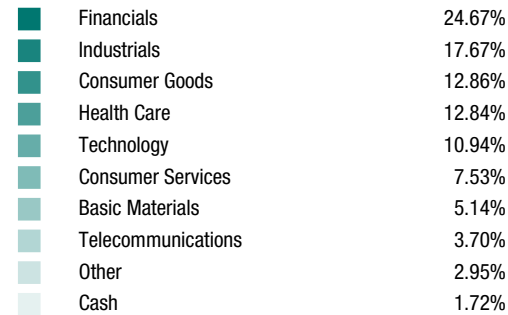 Financials 24.67%
Industrials 17.67%
Consumer Goods 12.86%
Health Care 12.84%
Technology 10.94%
Consumer Services 7.53%
Basic Materials 5.14%
Telecommunications 3.70%
Other 2.95%
Cash 1.72%